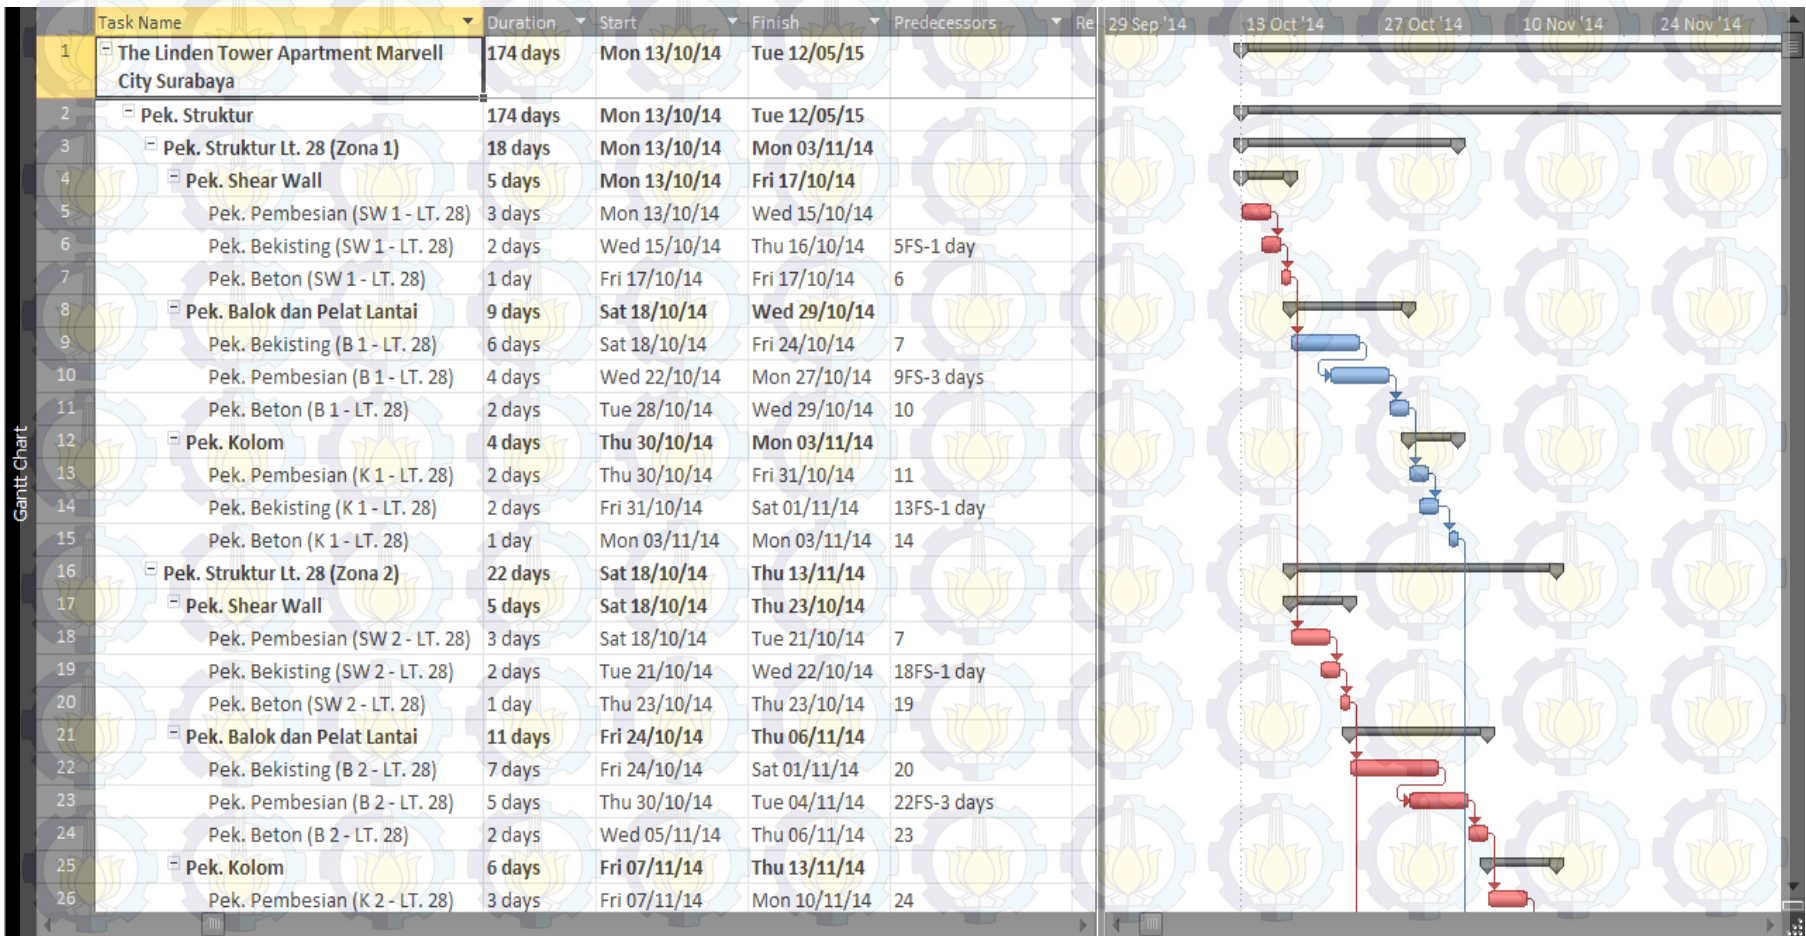 Task Name Duration Start Finish Predecessors Re 29 Sep '14 13 Oct '14 27 Oct '14 10 Nov '14 24 Nov '14
1 The Linden Tower Apartment Marvell 174 days Mon 13/10/14 Tue 12/05/15
City Surabaya
2 Pek. Struktur 174 days Mon 13/10/14 Tue 12/05/15
3 Pek. Struktur Lt. 28 (Zona 1) 18 days Mon 13/10/14 Mon 03/11/14
4 Pek. Shear Wall 5 days Mon 13/10/14 Fri 17/10/14
5 Pek. Pembesian (SW 1 - LT. 28) 3 days Mon 13/10/14 Wed 15/10/14
6 Pek. Bekisting (SW 1 - LT. 28) 2 days Wed 15/10/14 Thu 16/10/14 5FS-1 day
7 Pek. Beton (SW 1 - LT. 28) 1 day Fri 17/10/14 Fri 17/10/14 6
8 Pek. Balok dan Pelat Lantai 9 days Sat 18/10/14 Wed 29/10/14
9 Pek. Bekisting (B 1 - LT. 28) 6 days Sat 18/10/14 Fri 24/10/14 7
10 Pek. Pembesian (B 1 - LT. 28) 4 days Wed 22/10/14 Mon 27/10/14 9FS-3 days
11 Pek. Beton (B 1 - LT. 28) 2 days Tue 28/10/14 Wed 29/10/14 10
12 Pek. Kolom 4 days Thu 30/10/14 Mon 03/11/14
13 Pek. Pembesian (K 1 - LT. 28) 2 days Thu 30/10/14 Fri 31/10/14 11
14 Pek. Bekisting (K 1 - LT. 28) 2 days Fri 31/10/14 Sat 01/11/14 13FS-1 day
15 Pek. Beton (K 1 - LT. 28) 1 day Mon 03/11/14 Mon 03/11/14 14
16 Pek. Struktur Lt. 28 (Zona 2) 22 days Sat 18/10/14 Thu 13/11/14
17 Pek. Shear Wall 5 days Sat 18/10/14 Thu 23/10/14
18 Pek. Pembesian (SW 2 - LT. 28) 3 days Sat 18/10/14 Tue 21/10/14 7
19 Pek. Bekisting (SW 2 - LT. 28) 2 days Tue 21/10/14 Wed 22/10/14 18FS-1 day
20 Pek. Beton (SW 2 - LT. 28) 1 day Thu 23/10/14 Thu 23/10/14 19
21 Pek. Balok dan Pelat Lantai 11 days Fri 24/10/14 Thu 06/11/14
22 Pek. Bekisting (B 2 - LT. 28) 7 days Fri 24/10/14 Sat 01/11/14 20
23 Pek. Pembesian (B 2 - LT. 28) 5 days Thu 30/10/14 Tue 04/11/14 22FS-3 days
24 Pek. Beton (B 2 - LT. 28) 2 days Wed 05/11/14 Thu 06/11/14 23
25 Pek. Kolom 6 days Fri 07/11/14 Thu 13/11/14
26 Pek. Pembesian (K 2 - LT. 28) 3 days Fri 07/11/14 Mon 10/11/14 24
Gantt Chart